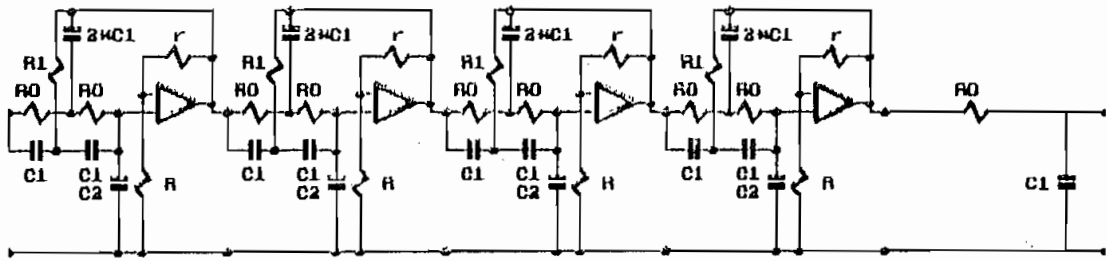 2*C1 2*C1 2*C1 2*C1
r r r r
R1 R1 R1 R1
R0 R0 R0 R0 R0 R0 R0 R0 R0
C1 C1 C1 C1 C1 C1 C1 C1
C2 R C2 R C2 R C2 R C1